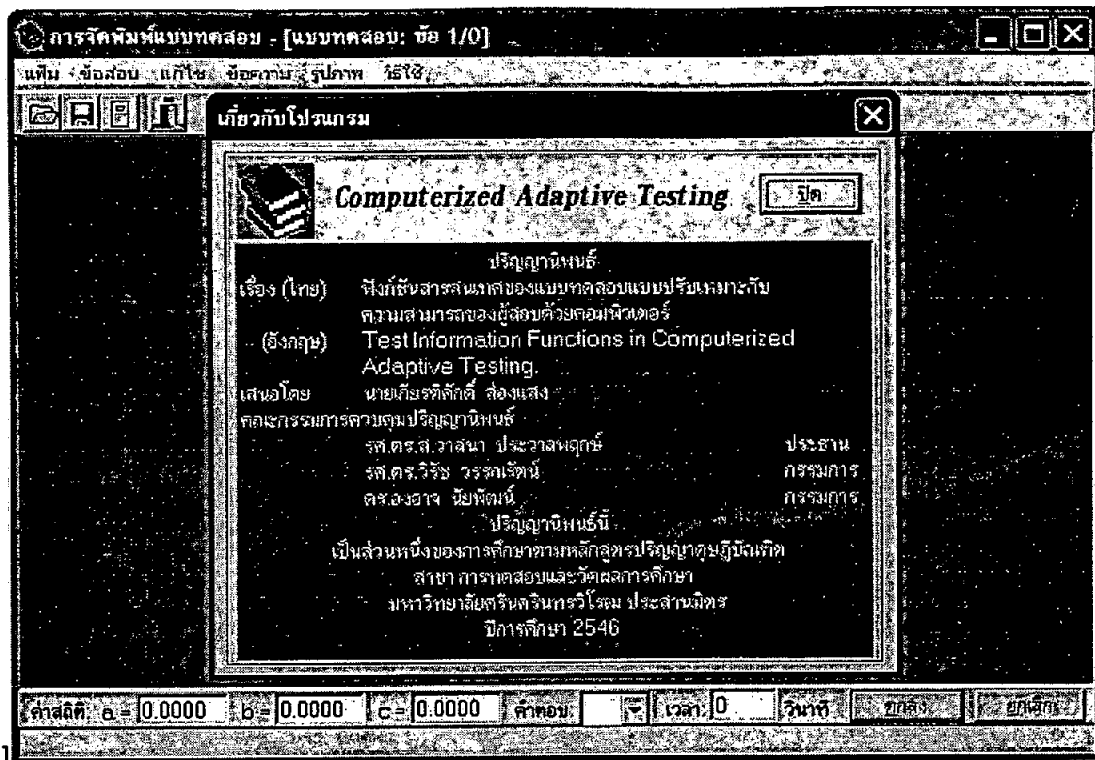 การจัดพิมพ์แบบทดสอบ - [แบบทดสอบ: ข้อ 1/0]
แฟ้ม ข้อสอบ แก้ไข ข้อความ รูปภาพ วิธีใช้
เกี่ยวกับโปรแกรม
Computerized Adaptive Testing ปิด
ปริญญานิพนธ์
เรื่อง (ไทย) ฟังก์ชันสารสนเทศของแบบทดสอบแบบปรับเหมาะกับ
ความสามารถของผู้สอบด้วยคอมพิวเตอร์
(อังกฤษ) Test Information Functions in Computerized
Adaptive Testing.
เสนอโดย นายเกียรติศักดิ์ ส่องแสง
คณะกรรมการควบคุมปริญญานิพนธ์
รศ.ดร.ส.วาสนา ประวาลพฤกษ์ ประธาน
รศ.ดร.วิรัช วรรณรัตน์ กรรมการ
ดร.องอาจ นัยพัฒน์ กรรมการ
ปริญญานิพนธ์นี้
เป็นส่วนหนึ่งของการศึกษาตามหลักสูตรปริญญาดุษฎีบัณฑิต
สาขา การทดสอบและวัดผลการศึกษา
มหาวิทยาลัยศรีนครินทรวิโรฒ ประสานมิตร
ปีการศึกษา 2546
ค่าสถิติ: a = 0.0000 b = 0.0000 c = 0.0000 คำตอบ: เวลา: 0 วินาที ตกลง ยกเลิก